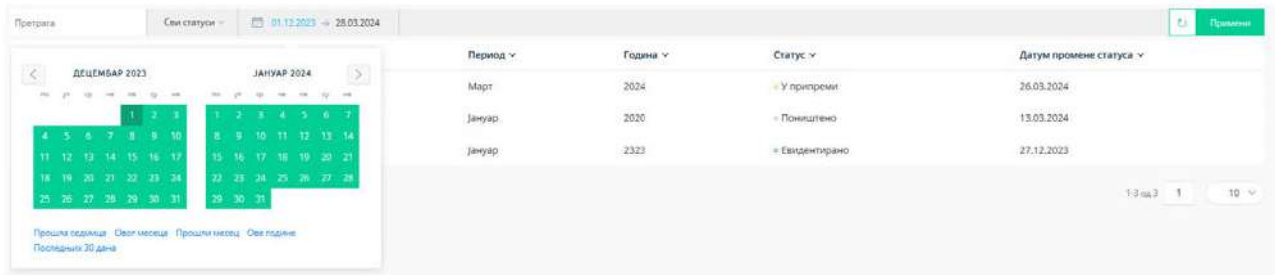 Претрага Сви статуси 01.12.2023 → 28.03.2024 Примени
Период Година Статус Датум промене статуса
ДЕЦЕМБАР 2023 ЈАНУАР 2024
Март 2024 У припреми 26.03.2024
1 2 3 1 2 3 4 5 6 7
Јануар 2020 Поништено 13.03.2024
4 5 6 7 8 9 10 8 9 10 11 12 13 14
11 12 13 14 15 16 17 15 16 17 18 19 20 21
Јануар 2323 Евидентирано 27.12.2023
18 19 20 21 22 23 24 22 23 24 25 26 27 28
25 26 27 28 29 30 31 29 30 31
1-3 од 3 1 10
Прошла седмица Овог месеца Прошли месец Ове године
Последњих 30 дана